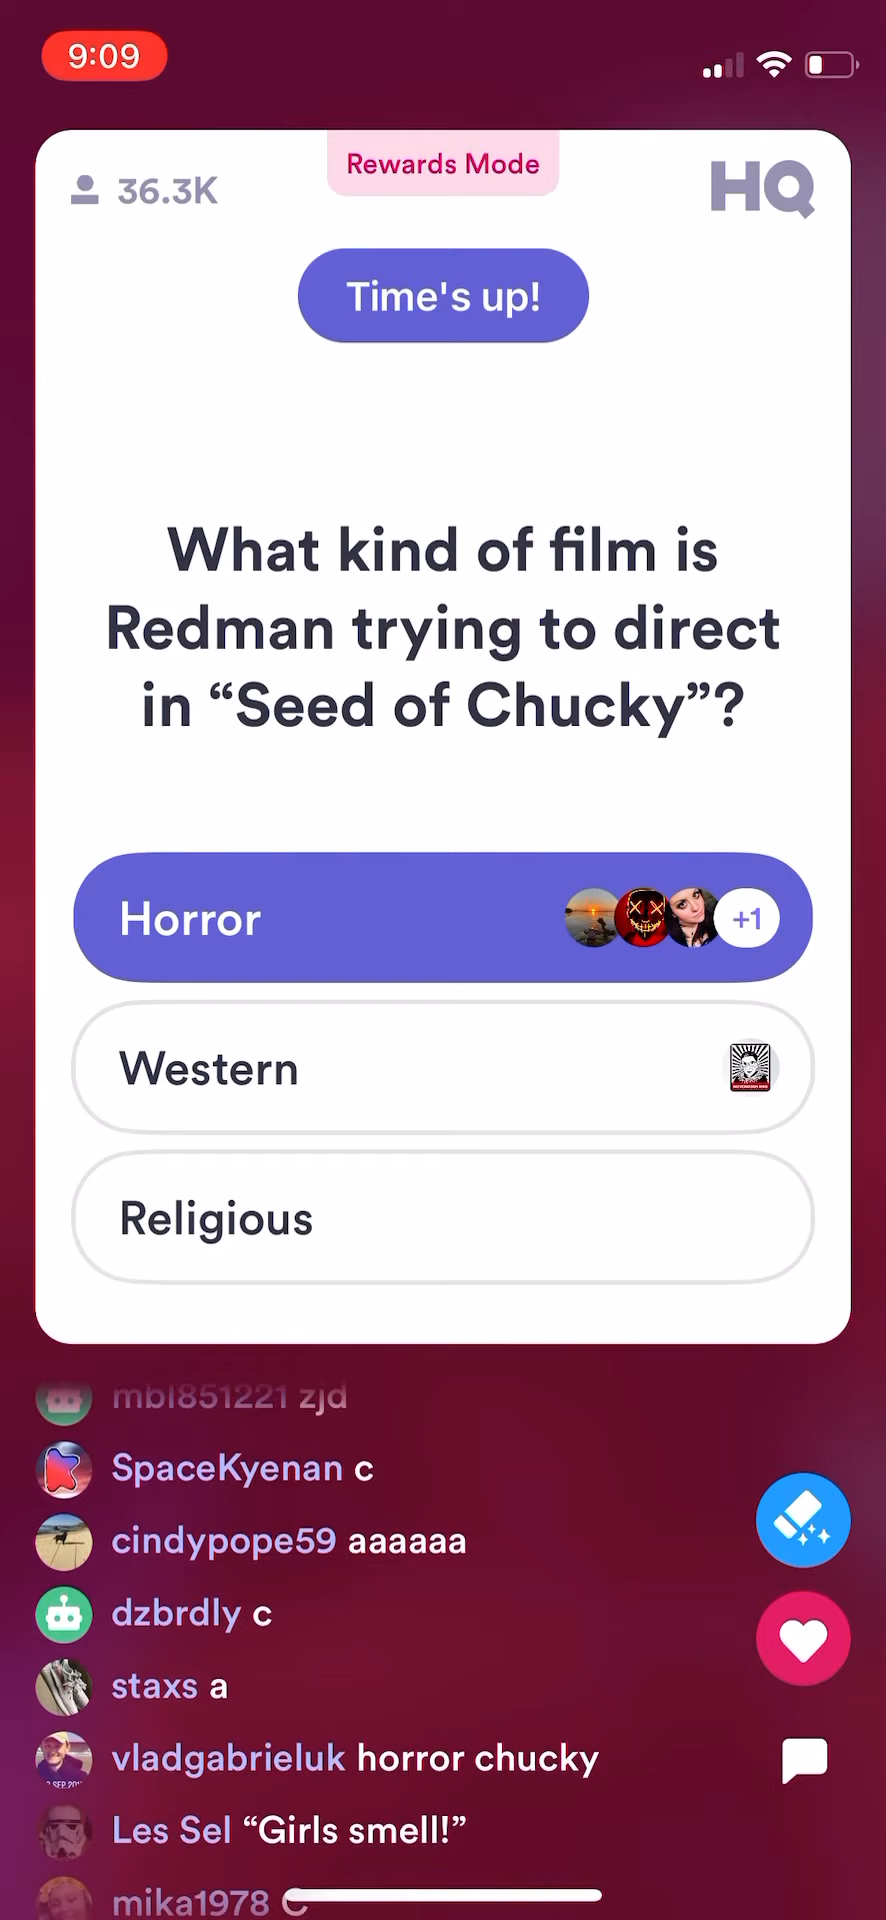 9:09
36.3K
Rewards Mode
HQ
Time's up!
What kind of film is
Redman trying to direct
in “Seed of Chucky”?
Horror
+1
Western
Religious
mbl851221 zjd
SpaceKyenan c
cindypope59 aaaaaa
dzbrdly c
staxs a
vladgabrieluk horror chucky
Les Sel “Girls smell!”
mika1978